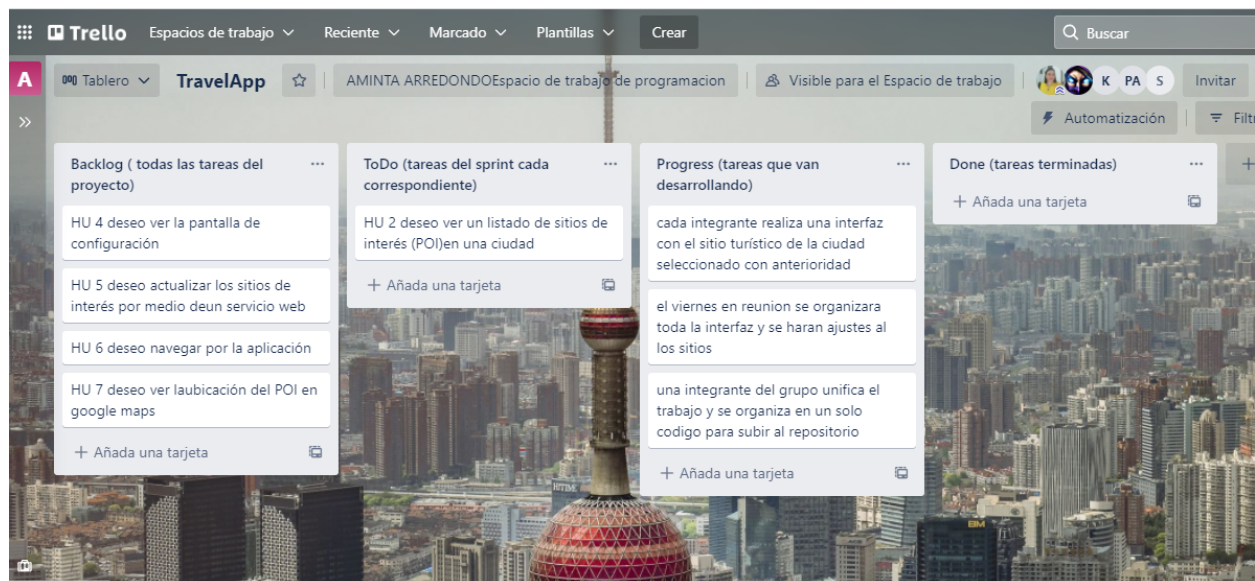 Trello
Espacios de trabajo
Reciente
Marcado
Plantillas
Crear
Buscar
A
Tablero
TravelApp
AMINTA ARREDONDOEspacio de trabajo de programacion
Visible para el Espacio de trabajo
K
PA
S
Invitar
Automatización
Filt
Backlog ( todas las tareas del
proyecto)
HU 4 deseo ver la pantalla de
configuración
HU 5 deseo actualizar los sitios de
interés por medio deun servicio web
HU 6 deseo navegar por la aplicación
HU 7 deseo ver laubicación del POI en
google maps
+ Añada una tarjeta
ToDo (tareas del sprint cada
correspondiente)
HU 2 deseo ver un listado de sitios de
interés (POI)en una ciudad
+ Añada una tarjeta
Progress (tareas que van
desarrollando)
cada integrante realiza una interfaz
con el sitio turístico de la ciudad
seleccionado con anterioridad
el viernes en reunion se organizara
toda la interfaz y se haran ajustes al
los sitios
una integrante del grupo unifica el
trabajo y se organiza en un solo
codigo para subir al repositorio
+ Añada una tarjeta
Done (tareas terminadas)
+ Añada una tarjeta